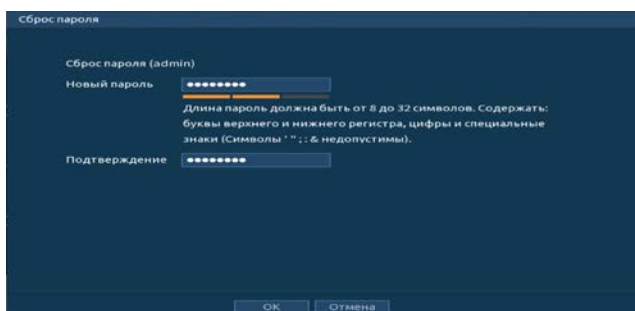 Сброс пароля
Сброс пароля (admin)
Новый пароль ●●●●●●●●
Длина пароль должна быть от 8 до 32 символов. Содержать:
буквы верхнего и нижнего регистра, цифры и специальные
знаки (Символы ' " ; : & недопустимы).
Подтверждение ●●●●●●●●
OK Отмена